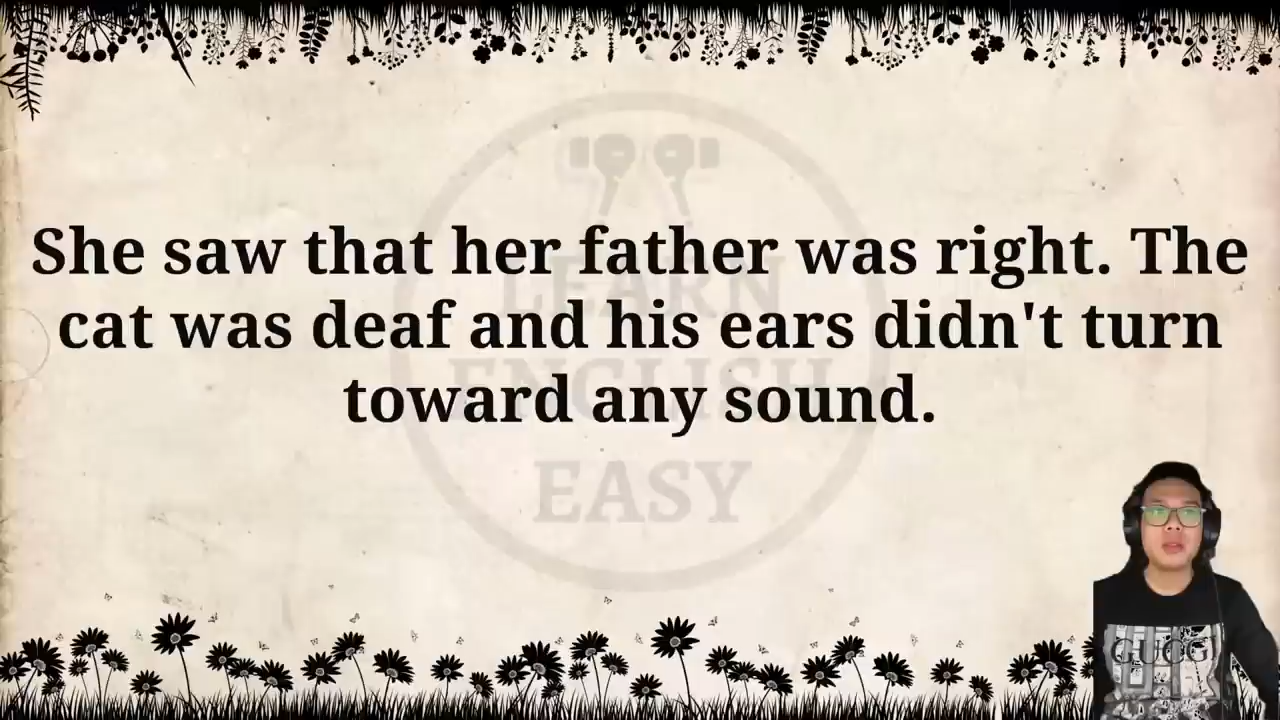 She saw that her father was right. The
cat was deaf and his ears didn't turn
toward any sound.
LEARN
ENGLISH
EASY
GUCCI